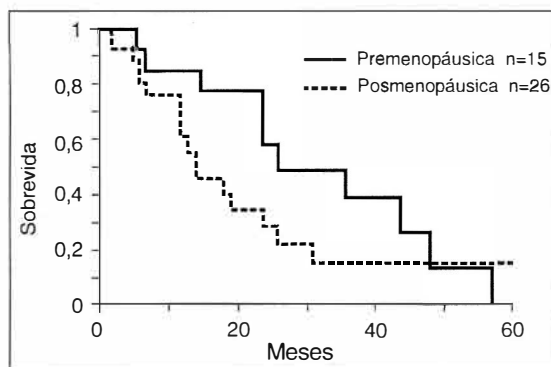 1
0,8
0,6
0,4
0,2
0
Sobrevida
Premenopáusica n=15
Posmenopáusica n=26
0 20 40 60
Meses